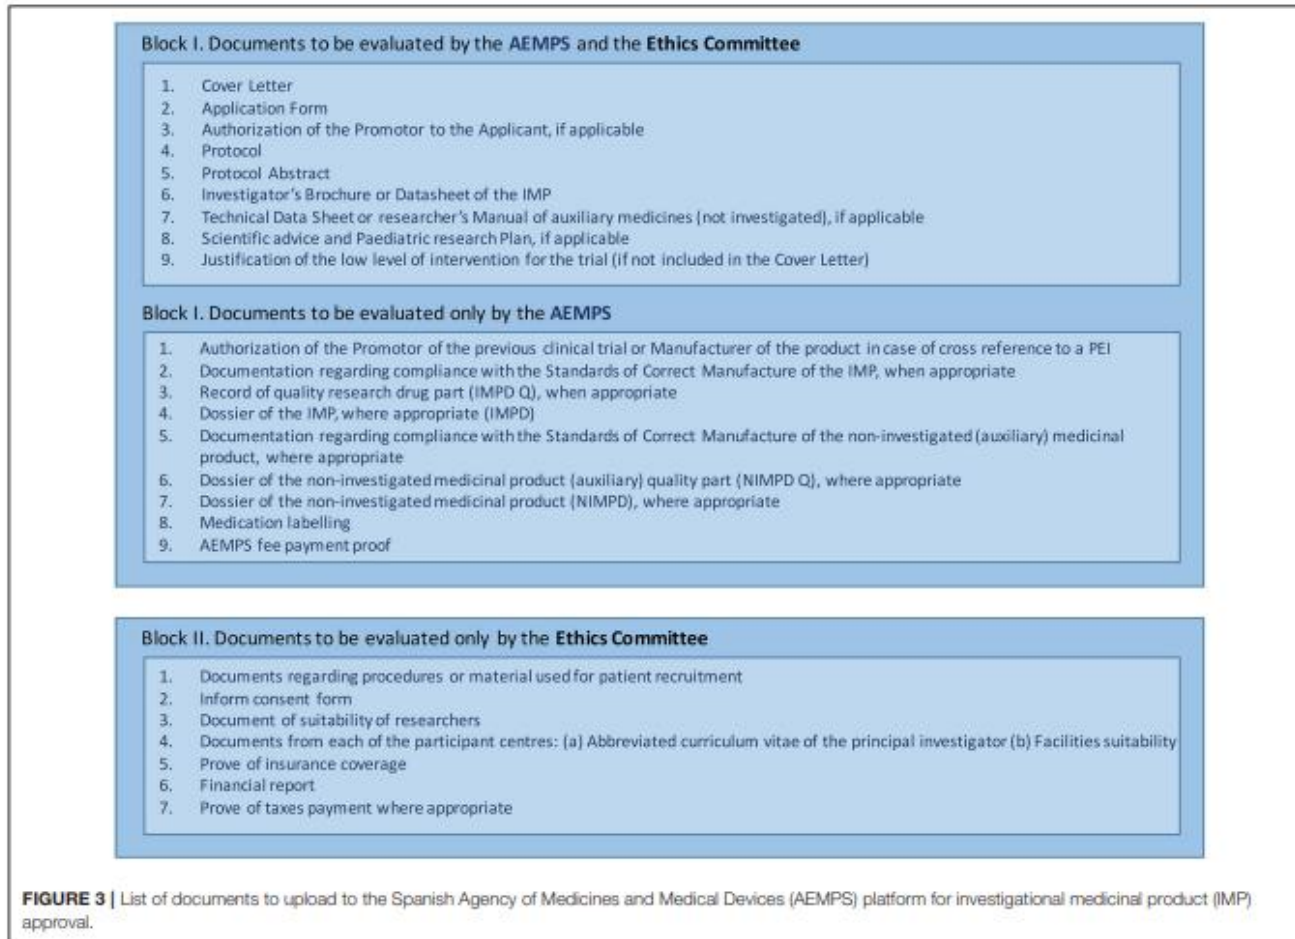 Block I. Documents to be evaluated by the AEMPS and the Ethics Committee
1. Cover Letter
2. Application Form
3. Authorization of the Promotor to the Applicant, if applicable
4. Protocol
5. Protocol Abstract
6. Investigator's Brochure or Datasheet of the IMP
7. Technical Data Sheet or researcher's Manual of auxiliary medicines (not investigated), if applicable
8. Scientific advice and Paediatric research Plan, if applicable
9. Justification of the low level of intervention for the trial (if not included in the Cover Letter)
Block I. Documents to be evaluated only by the AEMPS
1. Authorization of the Promotor of the previous clinical trial or Manufacturer of the product in case of cross reference to a PEI
2. Documentation regarding compliance with the Standards of Correct Manufacture of the IMP, when appropriate
3. Record of quality research drug part (IMPD Q), when appropriate
4. Dossier of the IMP, where appropriate (IMPD)
5. Documentation regarding compliance with the Standards of Correct Manufacture of the non-investigated (auxiliary) medicinal
product, where appropriate
6. Dossier of the non-investigated medicinal product (auxiliary) quality part (NIMPD Q), where appropriate
7. Dossier of the non-investigated medicinal product (NIMPD), where appropriate
8. Medication labelling
9. AEMPS fee payment proof
Block II. Documents to be evaluated only by the Ethics Committee
1. Documents regarding procedures or material used for patient recruitment
2. Inform consent form
3. Document of suitability of researchers
4. Documents from each of the participant centres: (a) Abbreviated curriculum vitae of the principal investigator (b) Facilities suitability
5. Prove of insurance coverage
6. Financial report
7. Prove of taxes payment where appropriate
FIGURE 3 | List of documents to upload to the Spanish Agency of Medicines and Medical Devices (AEMPS) platform for investigational medicinal product (IMP)
approval.